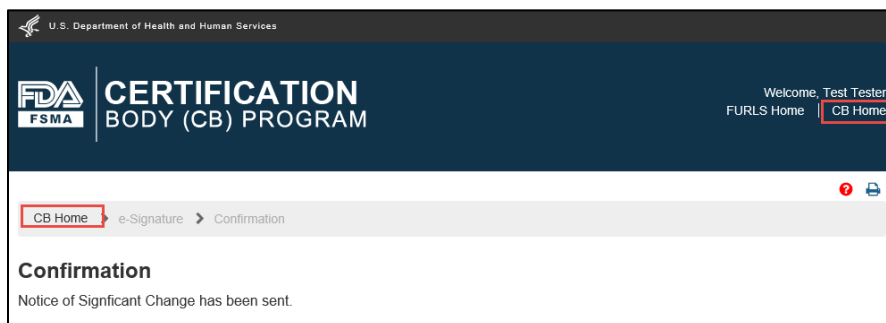 U.S. Department of Health and Human Services
FDA
FSMA
CERTIFICATION
BODY (CB) PROGRAM
Welcome, Test Tester
FURLS Home | CB Home
?
CB Home > e-Signature > Confirmation
Confirmation
Notice of Signficant Change has been sent.